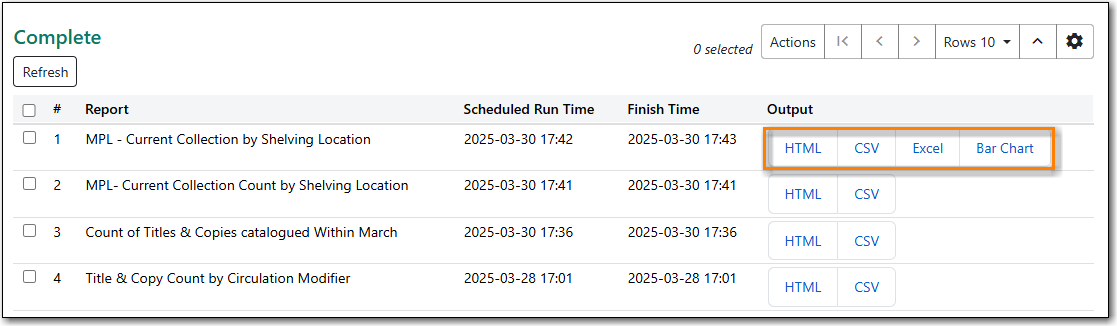 Complete
0 selected Actions Rows 10
Refresh
# Report Scheduled Run Time Finish Time Output
1 MPL - Current Collection by Shelving Location 2025-03-30 17:42 2025-03-30 17:43 HTML CSV Excel Bar Chart
2 MPL- Current Collection Count by Shelving Location 2025-03-30 17:41 2025-03-30 17:41 HTML CSV
3 Count of Titles & Copies catalogued Within March 2025-03-30 17:36 2025-03-30 17:36 HTML CSV
4 Title & Copy Count by Circulation Modifier 2025-03-28 17:01 2025-03-28 17:01 HTML CSV